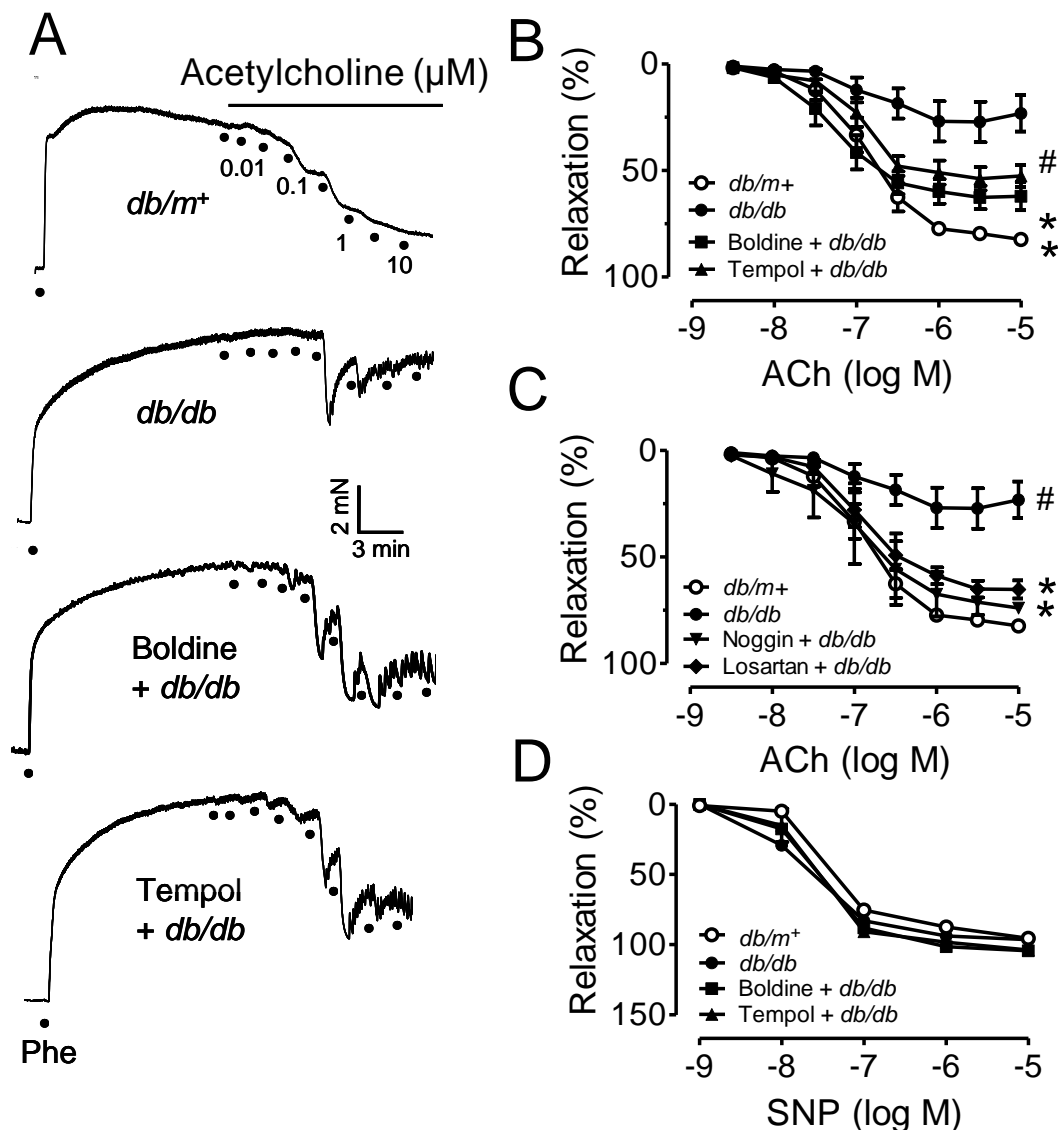 A
Acetylcholine (µM)
0.01
0.1
1
10
db/m+
db/db
2 mN
3 min
Boldine
+ db/db
Tempol
+ db/db
Phe
B
Relaxation (%)
0
50
100
db/m+
db/db
Boldine + db/db
Tempol + db/db
#
*
*
-9 -8 -7 -6 -5
ACh (log M)
C
Relaxation (%)
0
50
100
db/m+
db/db
Noggin + db/db
Losartan + db/db
#
*
*
-9 -8 -7 -6 -5
ACh (log M)
D
Relaxation (%)
0
50
100
150
db/m+
db/db
Boldine + db/db
Tempol + db/db
-9 -8 -7 -6 -5
SNP (log M)